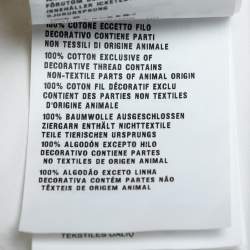 INNEHÅLLER ICKETEX
DJURURSPRUNG
100% COTONE ECCETTO FILO
DECORATIVO CONTIENE PARTI
NON TESSILI DI ORIGINE ANIMALE
100% COTTON EXCLUSIVE OF
DECORATIVE THREAD CONTAINS
NON-TEXTILE PARTS OF ANIMAL ORIGIN
100% COTON FIL DÉCORATIF EXCLU
CONTIENT DES PARTIES NON TEXTILES
D'ORIGINE ANIMALE
100% BAUMWOLLE AUSGESCHLOSSEN
ZIERGARN ENTHÄLT NICHTTEXTILE
TEILE TIERISCHEN URSPRUNGS
100% ALGODÓN EXCEPTO HILO
DECORATIVO CONTIENE PARTES
NO TEXTILES DE ORIGEN ANIMAL
100% ALGODÃO EXCETO LINHA
DECORATIVA CONTÉM PARTES NÃO
TÊXTEIS DE ORIGEM ANIMAL